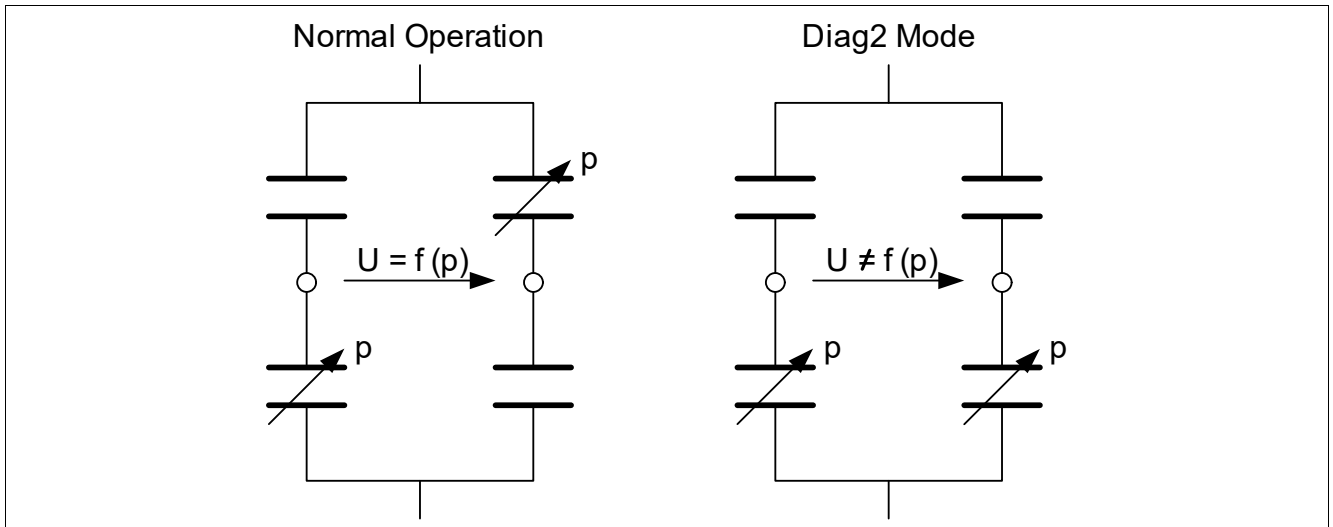 Normal Operation
Diag2 Mode
p
U = f (p)
U ≠ f (p)
p
p
p